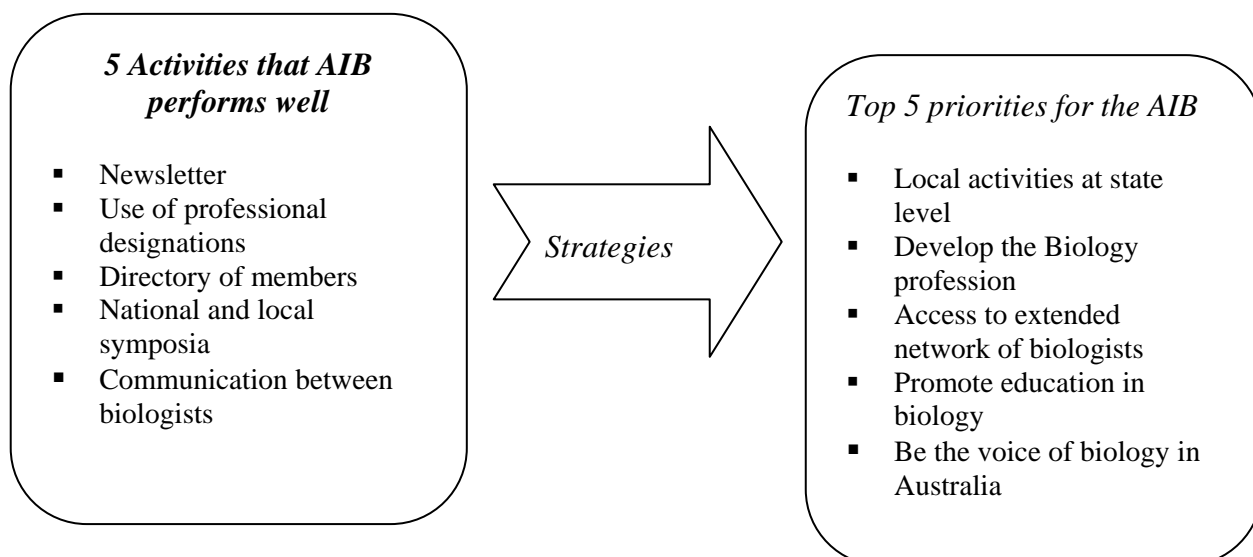 5 Activities that AIB
performs well
▪ Newsletter
▪ Use of professional
designations
▪ Directory of members
▪ National and local
symposia
▪ Communication between
biologists
Strategies
Top 5 priorities for the AIB
▪ Local activities at state
level
▪ Develop the Biology
profession
▪ Access to extended
network of biologists
▪ Promote education in
biology
▪ Be the voice of biology in
Australia